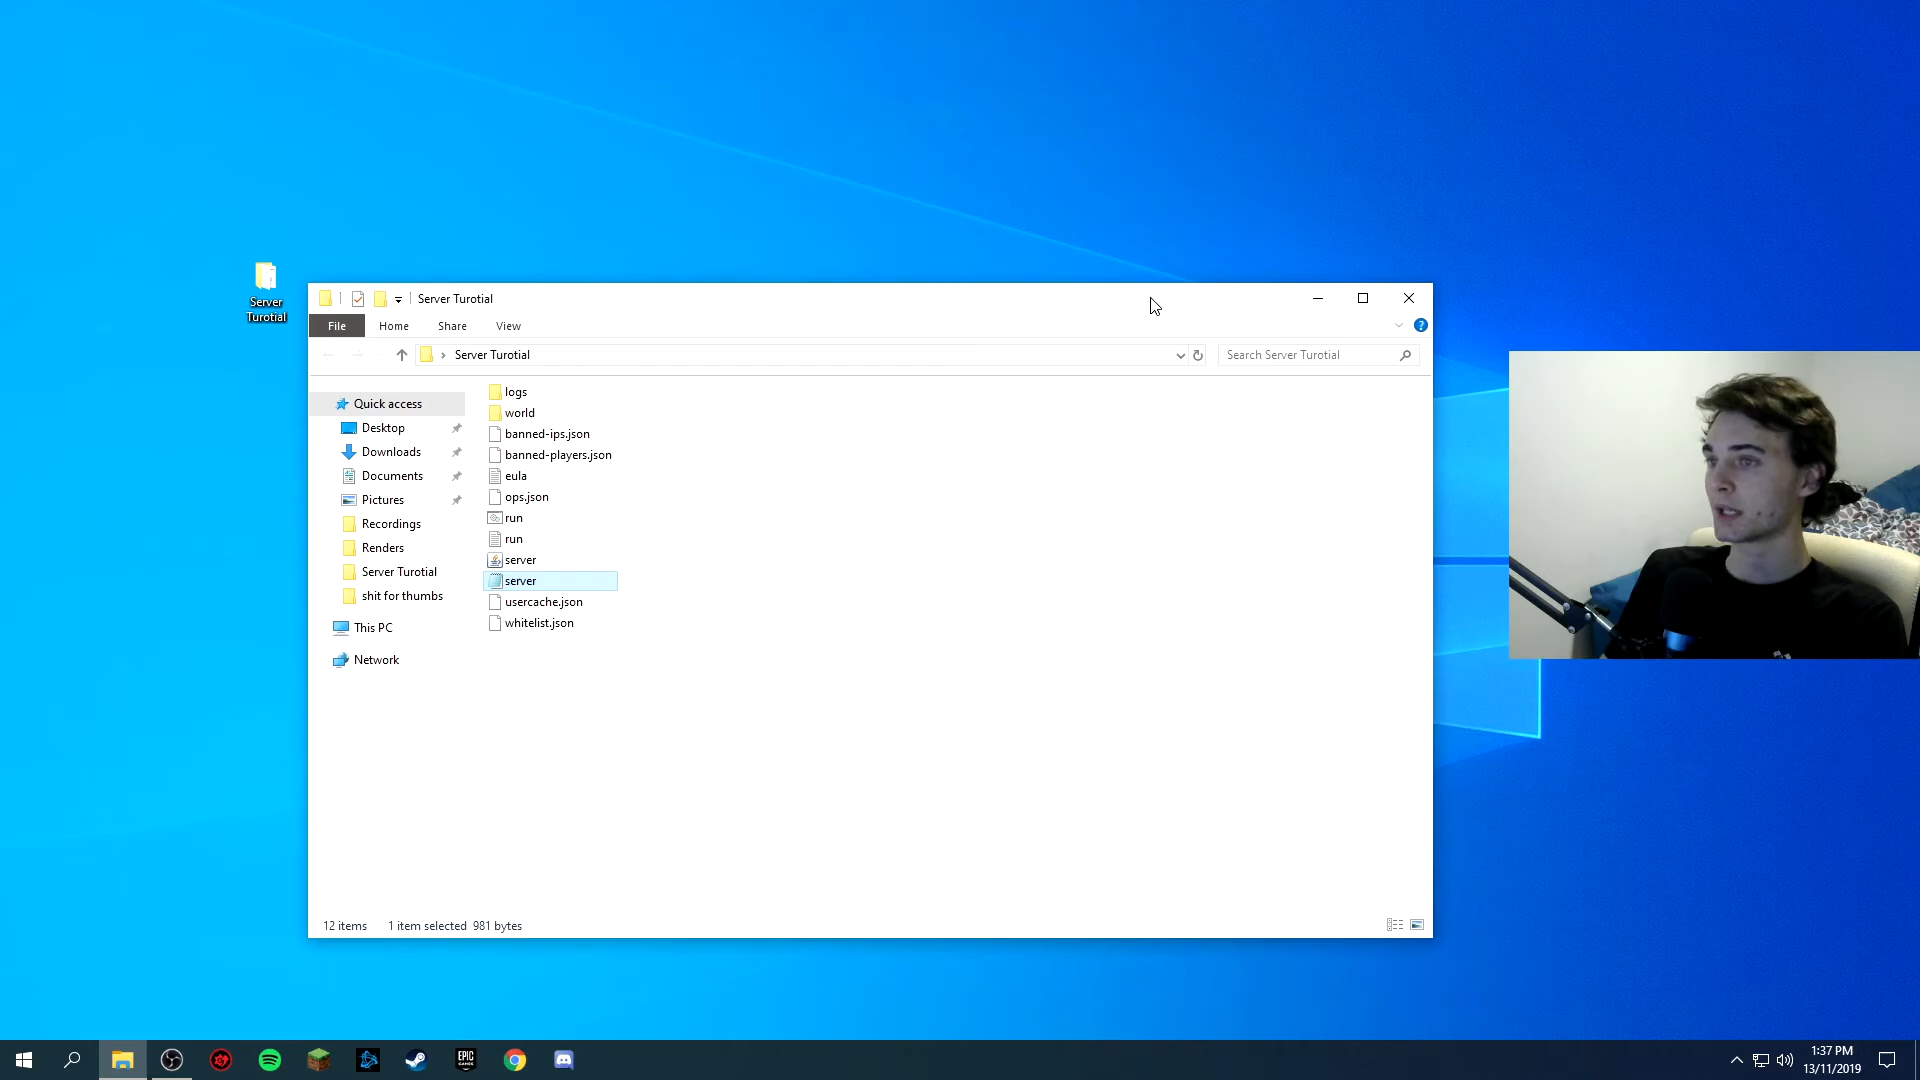 Server
Turotial
Server Turotial
File
Home
Share
View
Server Turotial
Search Server Turotial
Quick access
Desktop
Downloads
Documents
Pictures
Recordings
Renders
Server Turotial
shit for thumbs
This PC
Network
logs
world
banned-ips.json
banned-players.json
eula
ops.json
run
run
server
server
usercache.json
whitelist.json
12 items
1 item selected 981 bytes
EPIC
GAMES
1:37 PM
13/11/2019